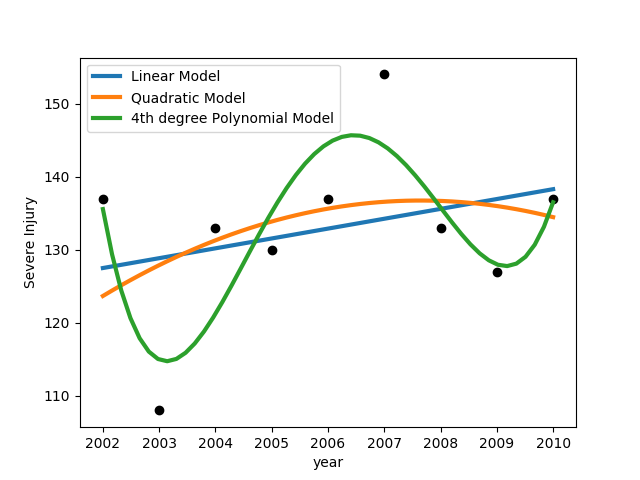 Linear Model
Quadratic Model
4th degree Polynomial Model
150
140
130
120
110
Severe Injury
2002 2003 2004 2005 2006 2007 2008 2009 2010
year